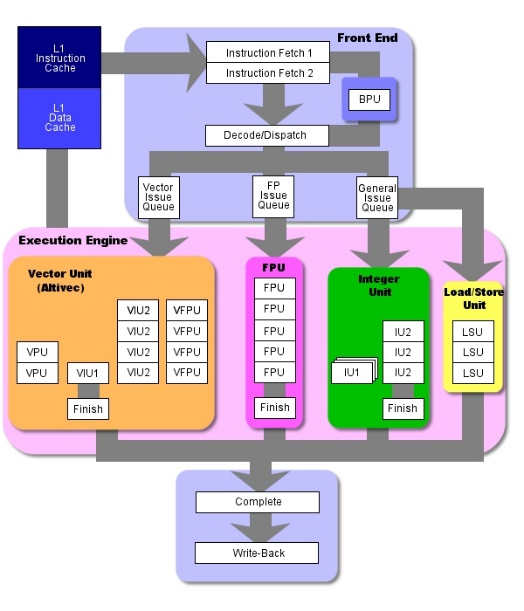 L1
Instruction
Cache
L1
Data
Cache
Front End
Instruction Fetch 1
Instruction Fetch 2
BPU
Decode/Dispatch
Vector
Issue
Queue
FP
Issue
Queue
General
Issue
Queue
Execution Engine
Vector Unit
(Altivec)
VPU
VPU
VIU1
Finish
VIU2
VIU2
VIU2
VIU2
VFPU
VFPU
VFPU
VFPU
FPU
FPU
FPU
FPU
FPU
FPU
Finish
Integer
Unit
IU1
IU2
IU2
IU2
Finish
Load/Store
Unit
LSU
LSU
LSU
Complete
Write-Back